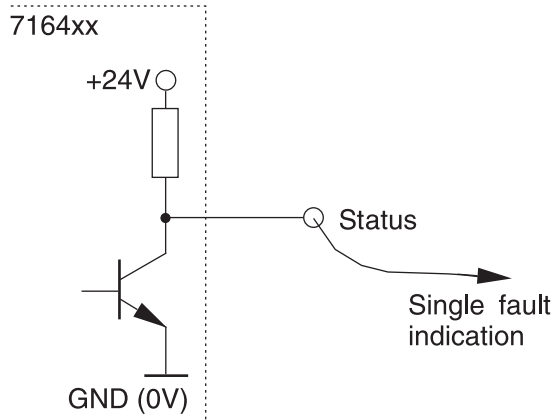 7164xx
+24V
Status
Single fault
indication
GND (0V)